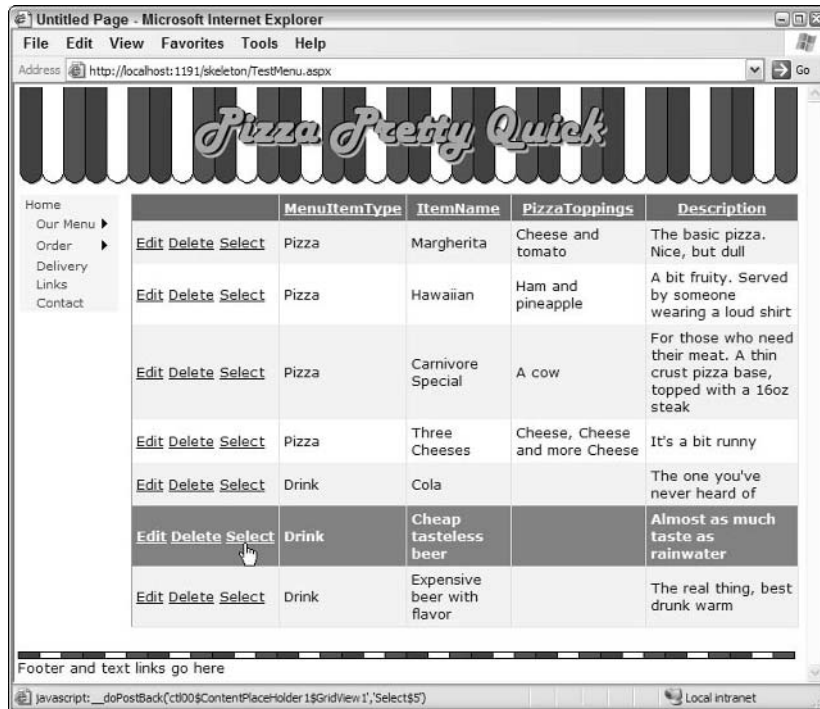 Untitled Page - Microsoft Internet Explorer
File Edit View Favorites Tools Help
Address http://localhost:1191/skeleton/TestMenu.aspx Go
Pizza Pretty Quick
Home
Our Menu
Order
Delivery
Links
Contact
MenuItemType ItemName PizzaToppings Description
Edit Delete Select Pizza Margherita Cheese and tomato The basic pizza. Nice, but dull
Edit Delete Select Pizza Hawaiian Ham and pineapple A bit fruity. Served by someone wearing a loud shirt
Edit Delete Select Pizza Carnivore Special A cow For those who need their meat. A thin crust pizza base, topped with a 16oz steak
Edit Delete Select Pizza Three Cheeses Cheese, Cheese and more Cheese It's a bit runny
Edit Delete Select Drink Cola The one you've never heard of
Edit Delete Select Drink Cheap tasteless beer Almost as much taste as rainwater
Edit Delete Select Drink Expensive beer with flavor The real thing, best drunk warm
Footer and text links go here
javascript:__doPostBack('ctl00$ContentPlaceHolder1$GridView1','Select$5') Local intranet